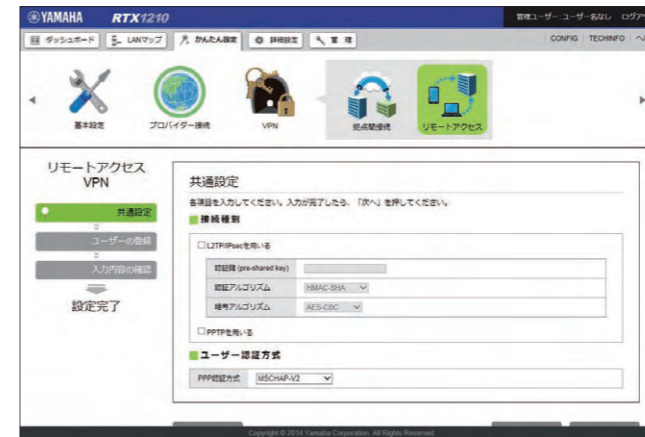 YAMAHA RTX1210 管理ユーザー:ユーザー名なし ログア
ダッシュボード LANマップ かんたん設定 詳細設定 管理 CONFIG TECHINFO
基本設定 プロバイダー接続 VPN 拠点間接続 リモートアクセス
リモートアクセス
VPN
共通設定
ユーザーの登録
入力内容の確認
設定完了
共通設定
各項目を入力してください。入力が完了したら、「次へ」を押してください。
接続種別
L2TP/IPsecを用いる
認証鍵 (pre-shared key)
認証アルゴリズム HMAC-SHA
暗号アルゴリズム AES-CBC
PPTPを用いる
ユーザー認証方式
PPP認証方式 MSCHAP-V2
Copyright © 2014 Yamaha Corporation. All Rights Reserved.